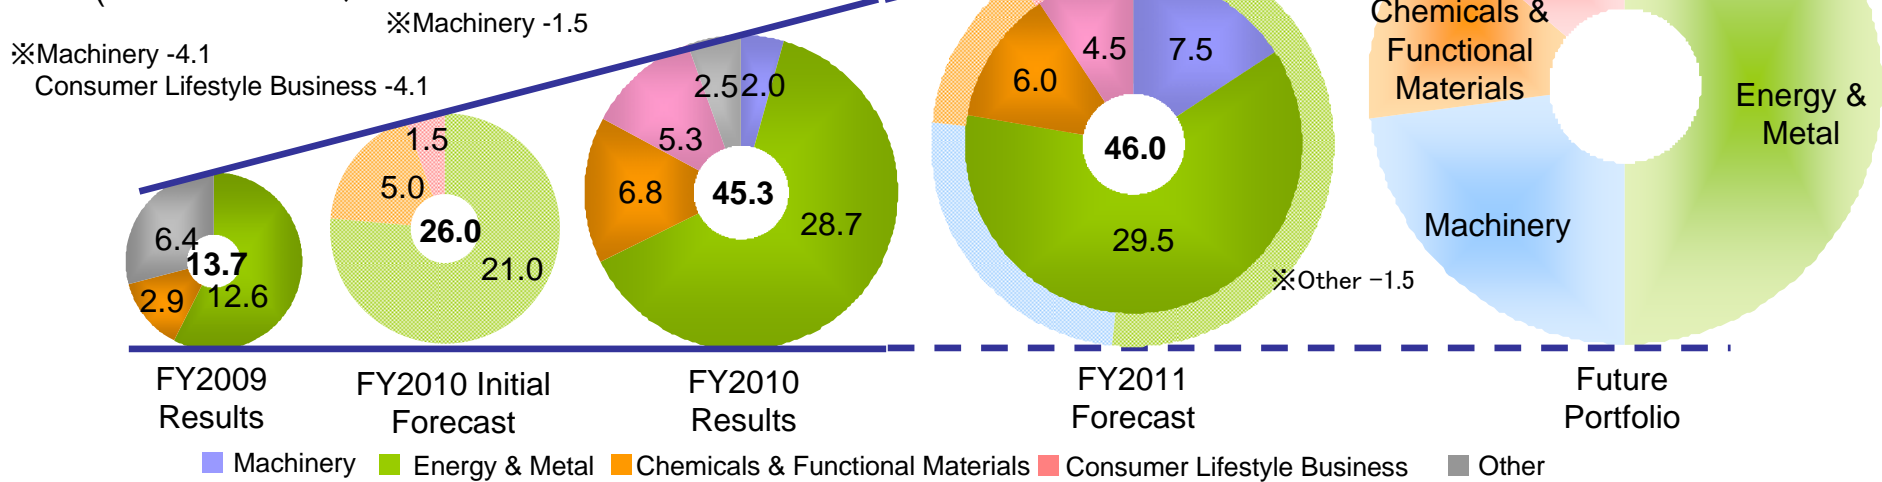 ※Machinery -1.5
※Machinery -4.1
Consumer Lifestyle Business -4.1
6.4
13.7
2.9
12.6
1.5
5.0
26.0
21.0
2.5
2.0
5.3
6.8
45.3
28.7
4.5
7.5
6.0
46.0
29.5
※Other −1.5
Chemicals &
Functional
Materials
Energy &
Metal
Machinery
FY2009
Results
FY2010 Initial
Forecast
FY2010
Results
FY2011
Forecast
Future
Portfolio
Machinery
Energy & Metal
Chemicals & Functional Materials
Consumer Lifestyle Business
Other